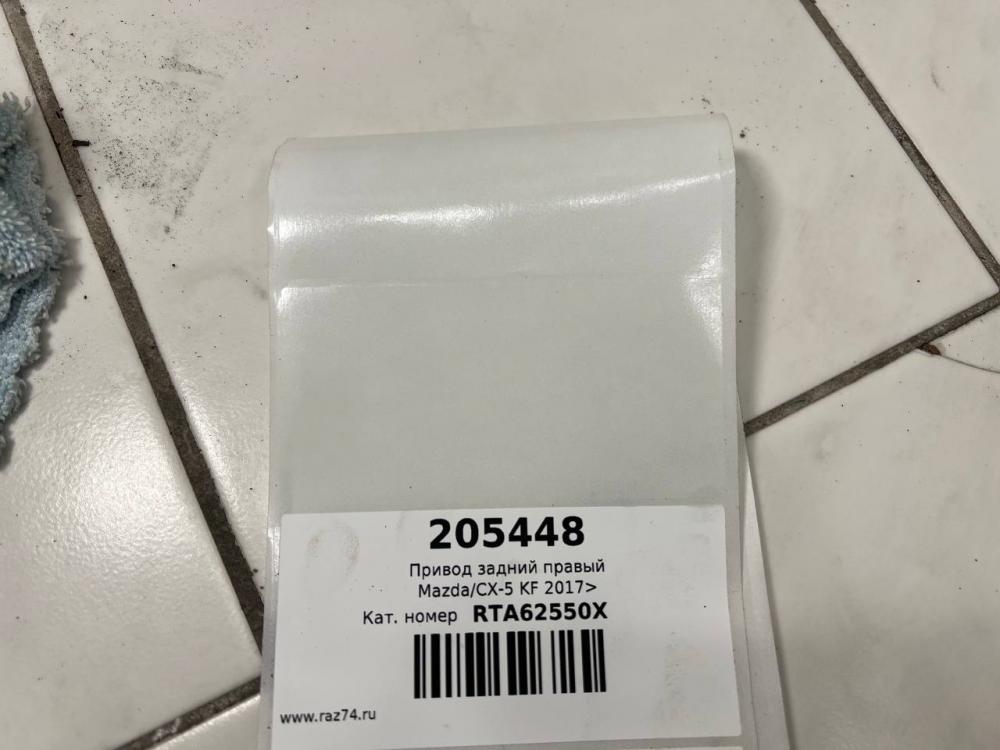 205448
Привод задний правый
Mazda/CX-5 KF 2017>
Кат. номер RTA62550X
www.raz74.ru